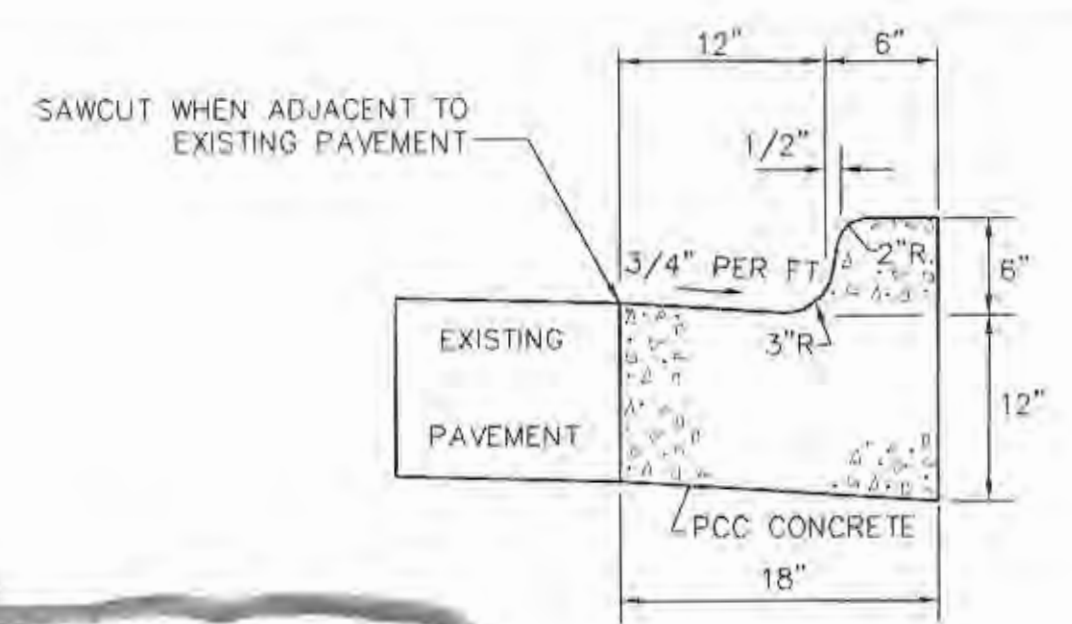 12"
6"
SAWCUT WHEN ADJACENT TO
EXISTING PAVEMENT
1/2"
3/4" PER FT
2"R
6"
EXISTING
3"R
12"
PAVEMENT
PCC CONCRETE
18"